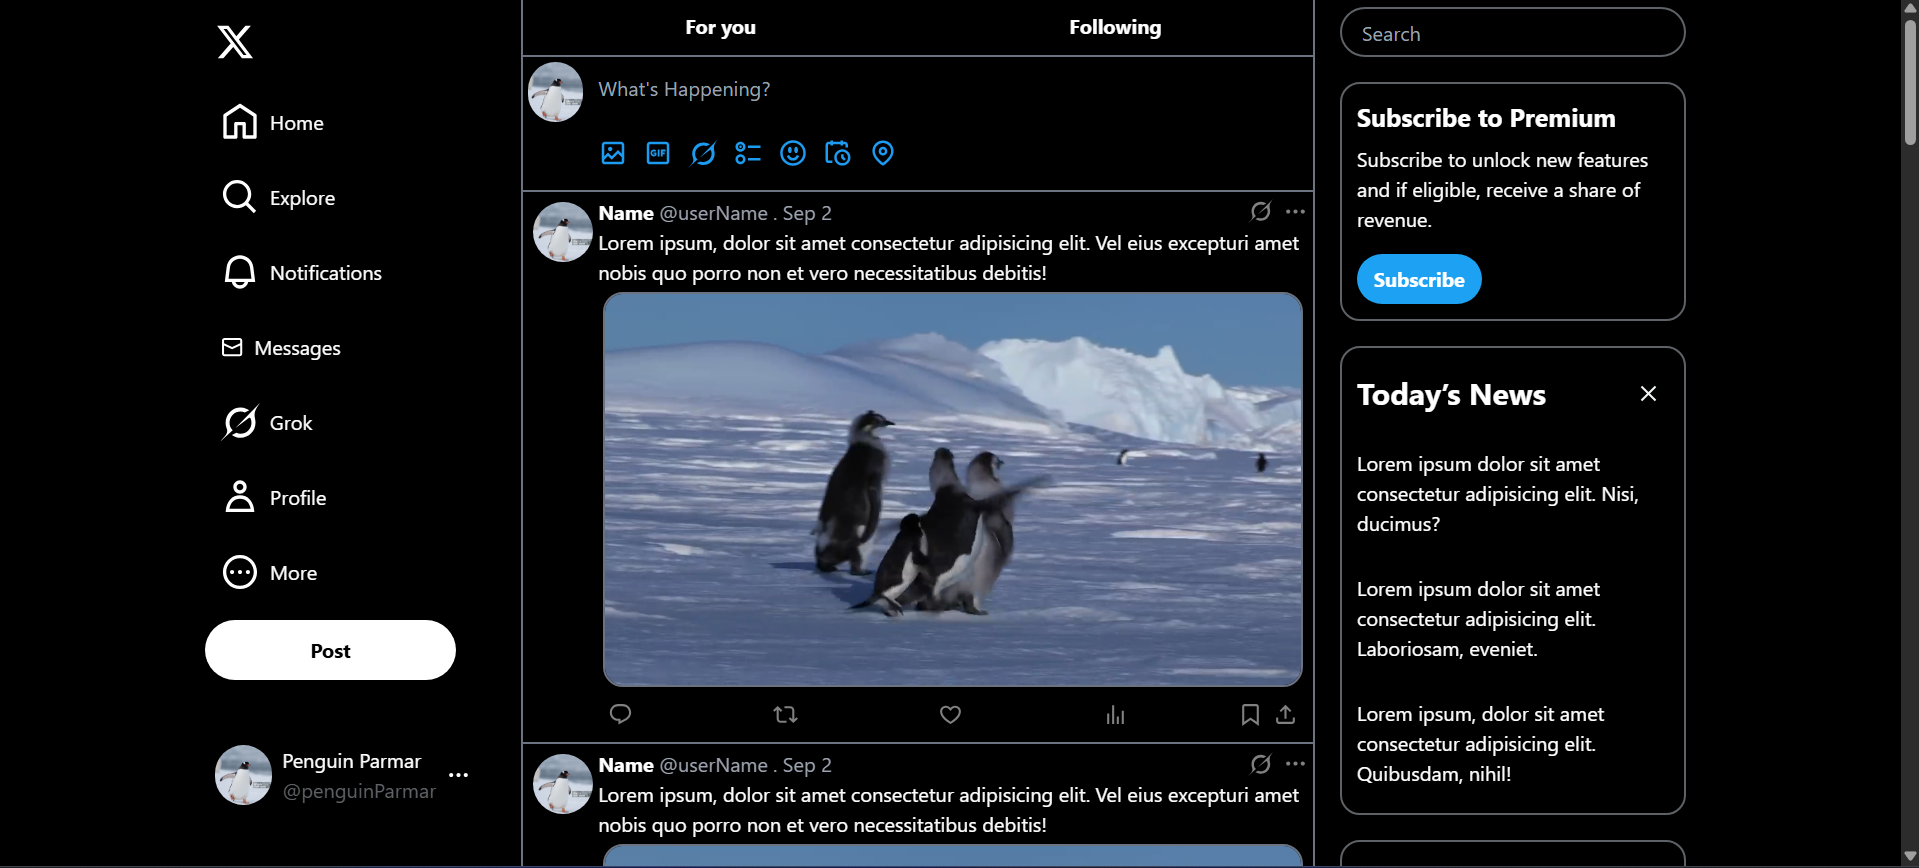 Home
Explore
Notifications
Messages
Grok
Profile
More
Post
Penguin Parmar
@penguinParmar
For you
Following
What's Happening?
GIF
Name @userName . Sep 2
Lorem ipsum, dolor sit amet consectetur adipisicing elit. Vel eius excepturi amet
nobis quo porro non et vero necessitatibus debitis!
Name @userName . Sep 2
Lorem ipsum, dolor sit amet consectetur adipisicing elit. Vel eius excepturi amet
nobis quo porro non et vero necessitatibus debitis!
Search
Subscribe to Premium
Subscribe to unlock new features
and if eligible, receive a share of
revenue.
Subscribe
Today’s News
Lorem ipsum dolor sit amet
consectetur adipisicing elit. Nisi,
ducimus?
Lorem ipsum dolor sit amet
consectetur adipisicing elit.
Laboriosam, eveniet.
Lorem ipsum, dolor sit amet
consectetur adipisicing elit.
Quibusdam, nihil!